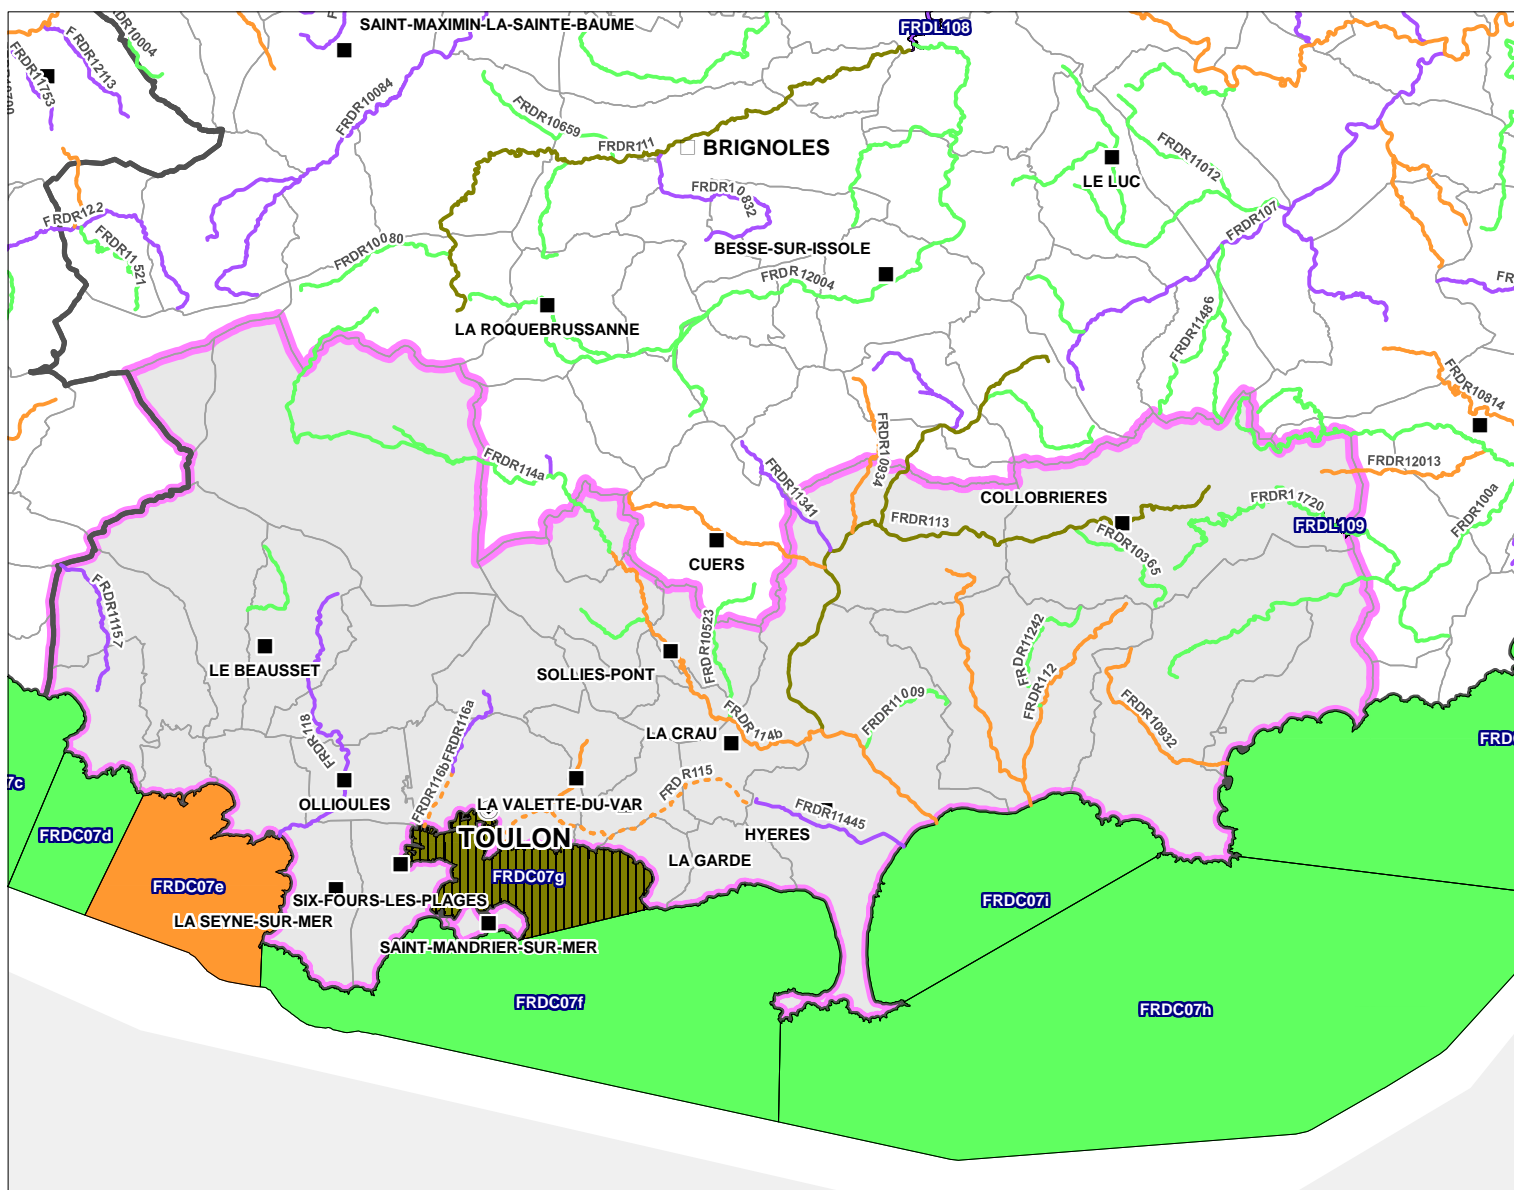 SAINT-MAXIMIN-LA-SAINTE-BAUME
FRDL108
FRDR10004
FRDR12113
FRDR11753
FRDR10084
FRDR10659
FRDR111
BRIGNOLES
FRDR11012
LE LUC
FRDR10832
FRDR122
FRDR107
FRDR11521
FRDR10080
BESSE-SUR-ISSOLE
FRDR12004
FRDR11486
LA ROQUEBRUSSANNE
FRDR10814
FRDR10934
FRDR114a
FRDR11341
FRDR12013
COLLOBRIERES
FRDR11720
FRDR100a
FRDR113
FRDL109
FRDR10365
CUERS
FRDR11157
FRDR10523
FRDR11242
LE BEAUSSET
SOLLIES-PONT
FRDR112
FRDR11009
FRDR10932
FRDR116a
FRDR118
FRDR114b
LA CRAU
7c
FRDR116b
FRDR115
OLLIOULES
LA VALETTE-DU-VAR
FRDR11445
FRDC07d
TOULON
HYERES
LA GARDE
FRDC07e
FRDC07g
SIX-FOURS-LES-PLAGES
FRDC07i
LA SEYNE-SUR-MER
SAINT-MANDRIER-SUR-MER
FRDC07f
FRDC07h